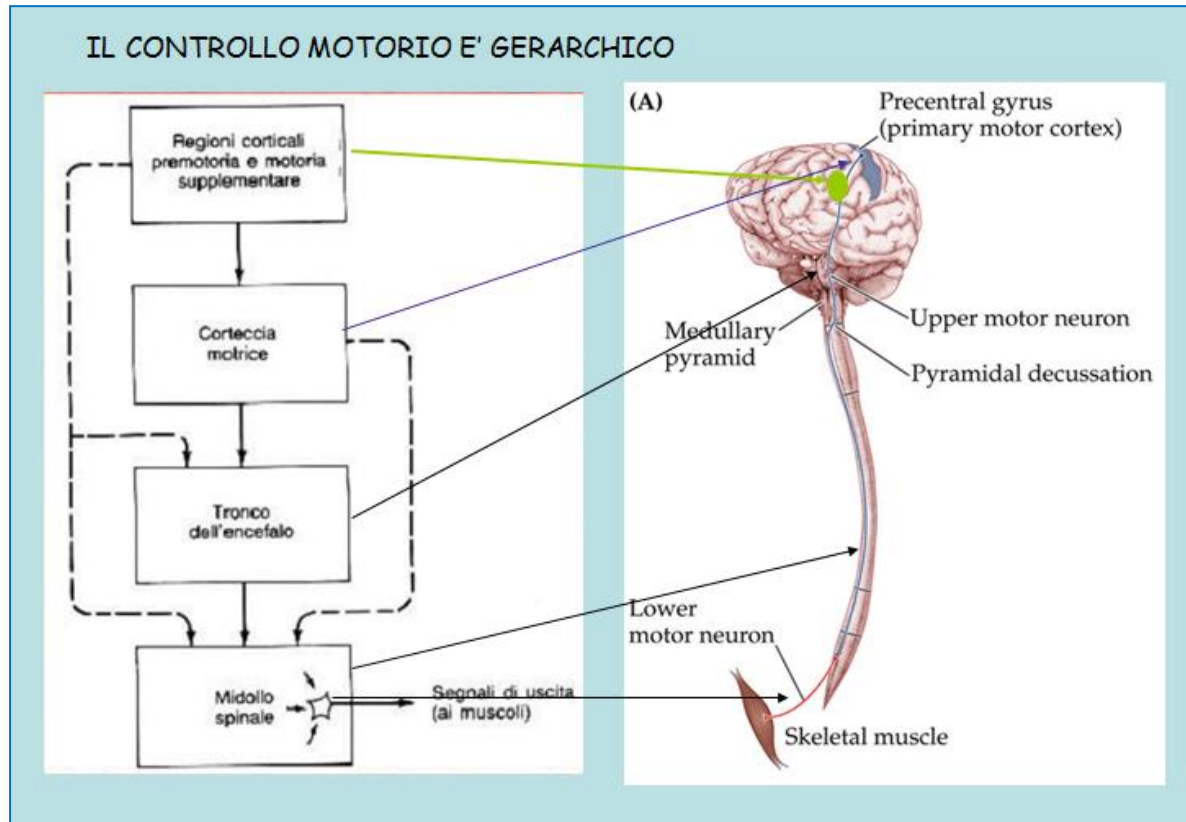 IL CONTROLLO MOTORIO E' GERARCHICO
Regioni corticali
premotoria e motoria
supplementare
Corteccia
motrice
Tronco
dell'encefalo
Midollo
spinale
Segnali di uscita
(ai muscoli)
(A)
Precentral gyrus
(primary motor cortex)
Medullary
pyramid
Upper motor neuron
Pyramidal decussation
Lower
motor neuron
Skeletal muscle